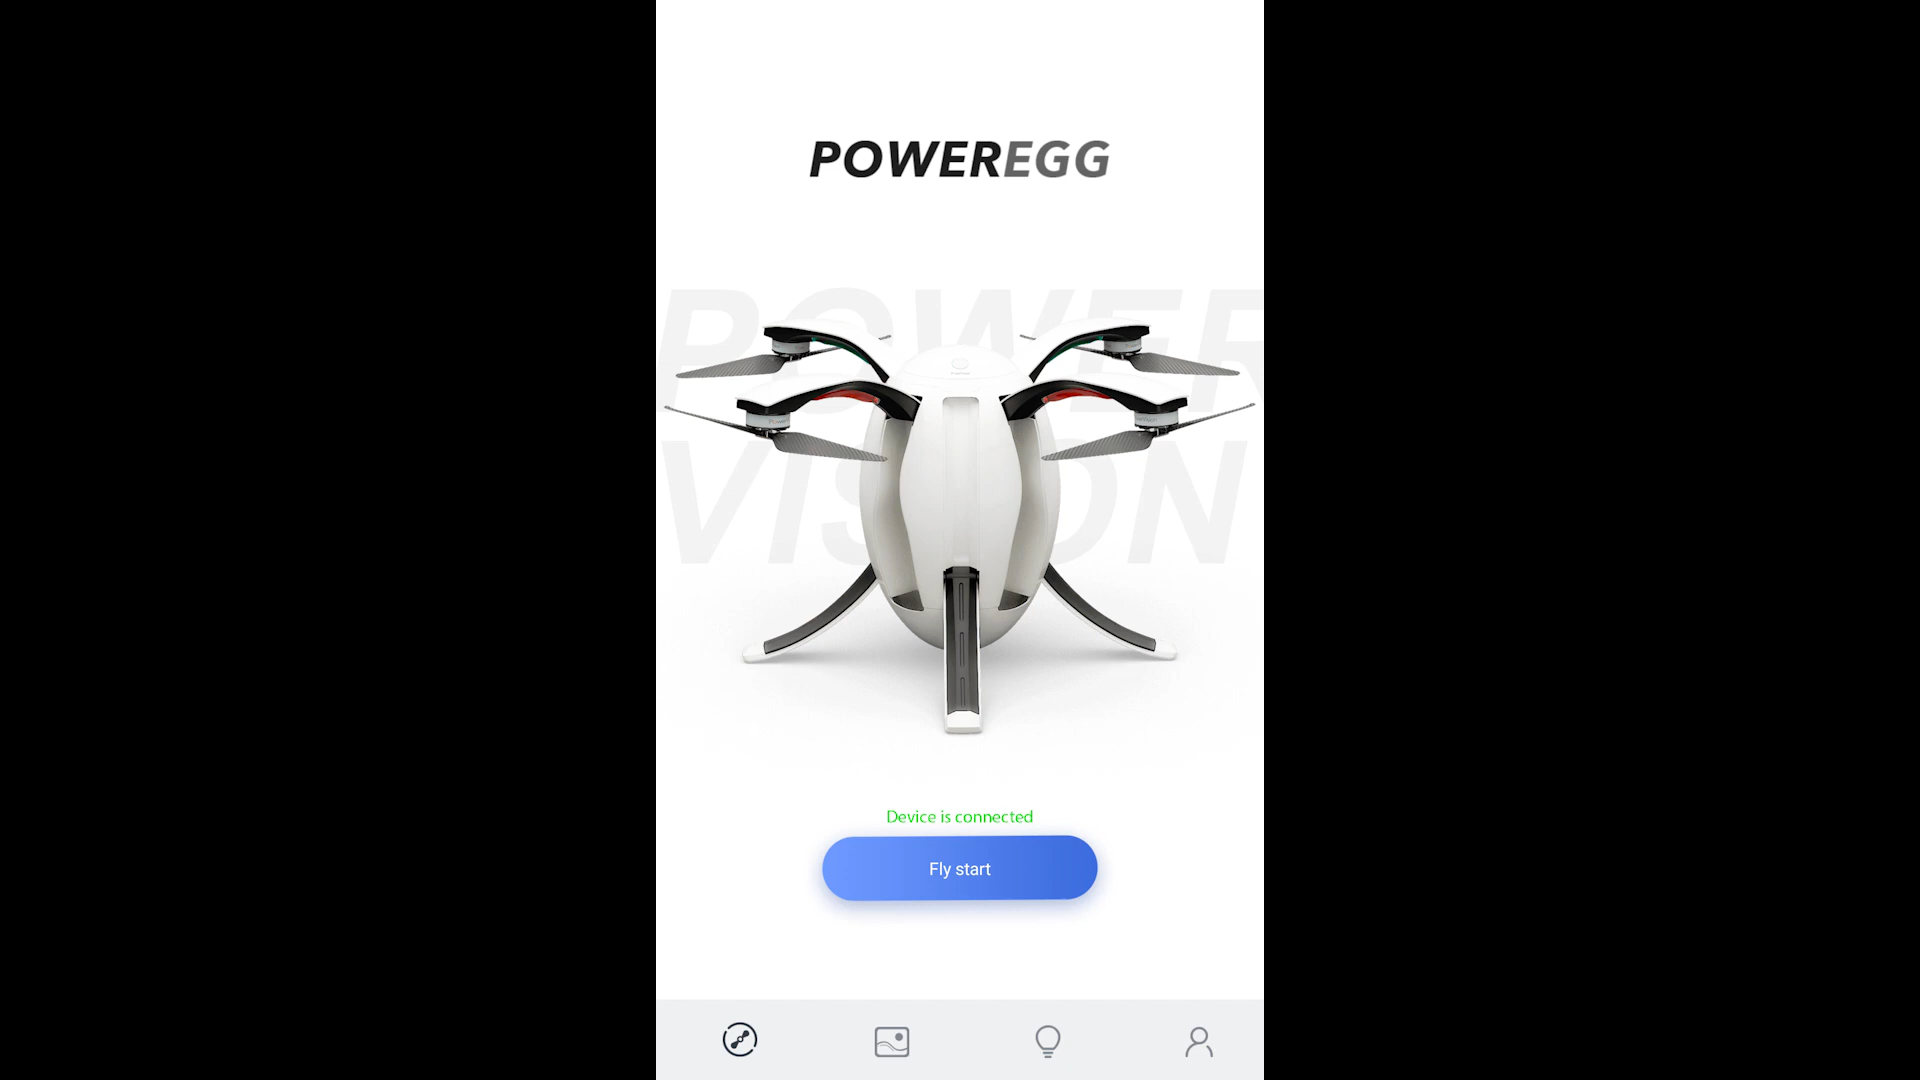 POWEREGG
POWER
VISION
Device is connected
Fly start